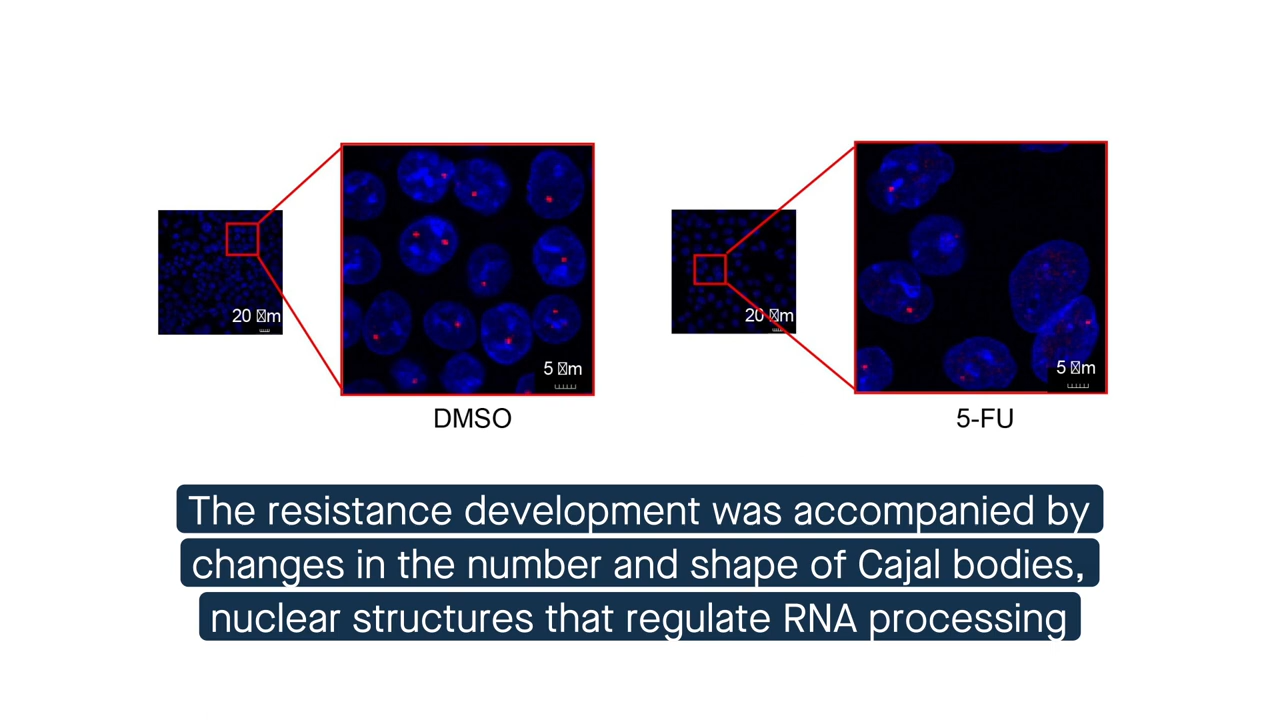 20 m
5 m
DMSO
20 m
5 m
5-FU
The resistance development was accompanied by
changes in the number and shape of Cajal bodies,
nuclear structures that regulate RNA processing